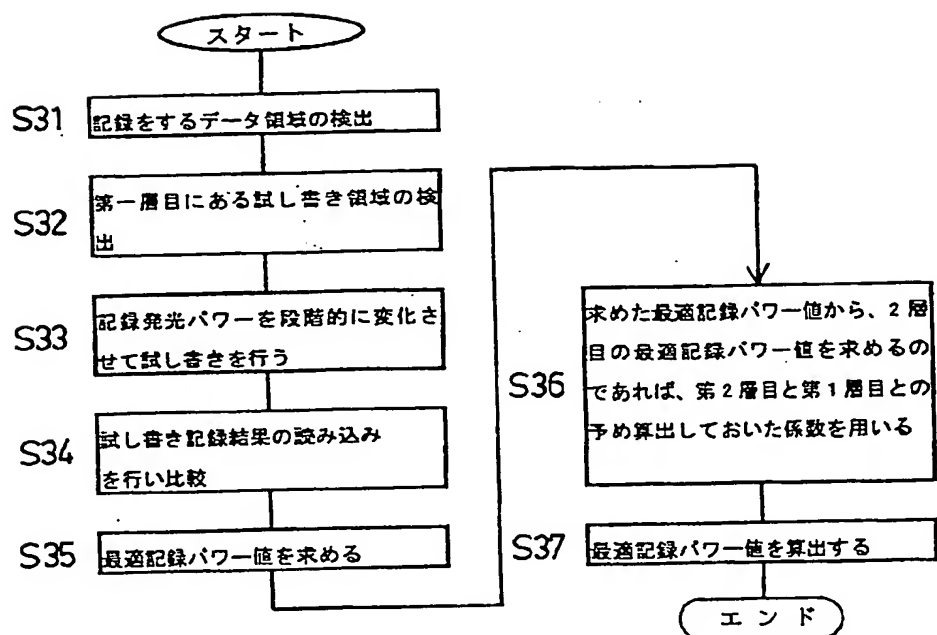 スタート
S31
記録をするデータ領域の検出
S32
第一層目にある試し書き領域の検
出
S33
記録発光パワーを段階的に変化さ
せて試し書きを行う
S34
試し書き記録結果の読み込み
を行い比較
S35
最適記録パワー値を求める
S36
求めた最適記録パワー値から、2層
目の最適記録パワー値を求めるの
であれば、第2層目と第1層目との
予め算出しておいた係数を用いる
S37
最適記録パワー値を算出する
エンド